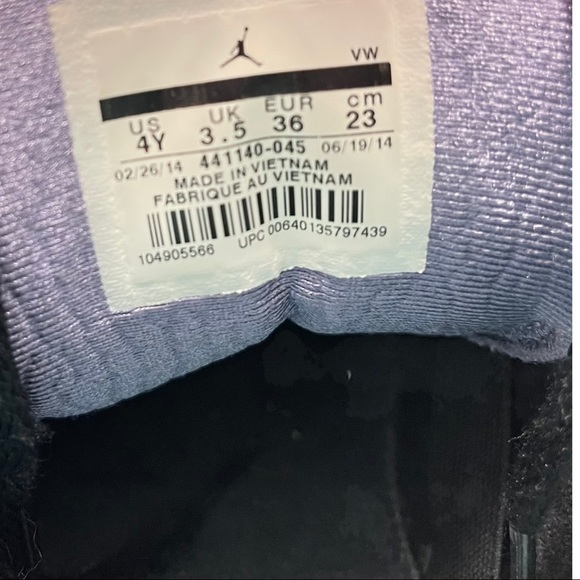 VW
US UK EUR cm
4Y 3.5 36 23
02/26/14 441140-045 06/19/14
MADE IN VIETNAM
FABRIQUE AU VIETNAM
104905566 UPC 00640135797439